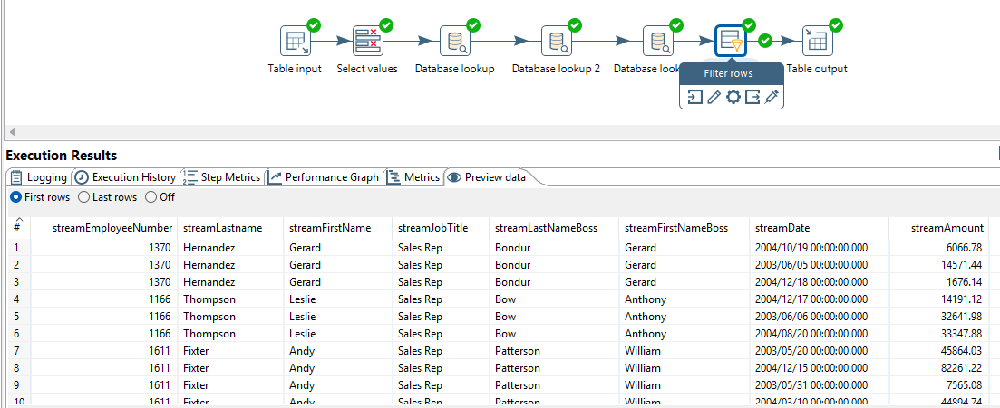 Table input Select values Database lookup Database lookup 2 Database look Table output
Filter rows
Execution Results
Logging Execution History Step Metrics Performance Graph Metrics Preview data
First rows Last rows Off
# streamEmployeeNumber streamLastname streamFirstName streamJobTitle streamLastNameBoss streamFirstNameBoss streamDate streamAmount
1 1370 Hernandez Gerard Sales Rep Bondur Gerard 2004/10/19 00:00:00.000 6066.78
2 1370 Hernandez Gerard Sales Rep Bondur Gerard 2003/06/05 00:00:00.000 14571.44
3 1370 Hernandez Gerard Sales Rep Bondur Gerard 2004/12/18 00:00:00.000 1676.14
4 1166 Thompson Leslie Sales Rep Bow Anthony 2004/12/17 00:00:00.000 14191.12
5 1166 Thompson Leslie Sales Rep Bow Anthony 2003/06/06 00:00:00.000 32641.98
6 1166 Thompson Leslie Sales Rep Bow Anthony 2004/08/20 00:00:00.000 33347.88
7 1611 Fixter Andy Sales Rep Patterson William 2003/05/20 00:00:00.000 45864.03
8 1611 Fixter Andy Sales Rep Patterson William 2004/12/15 00:00:00.000 82261.22
9 1611 Fixter Andy Sales Rep Patterson William 2003/05/31 00:00:00.000 7565.08
10 1611 Fixter Andy Sales Rep Patterson William 2004/03/10 00:00:00.000 44894.74